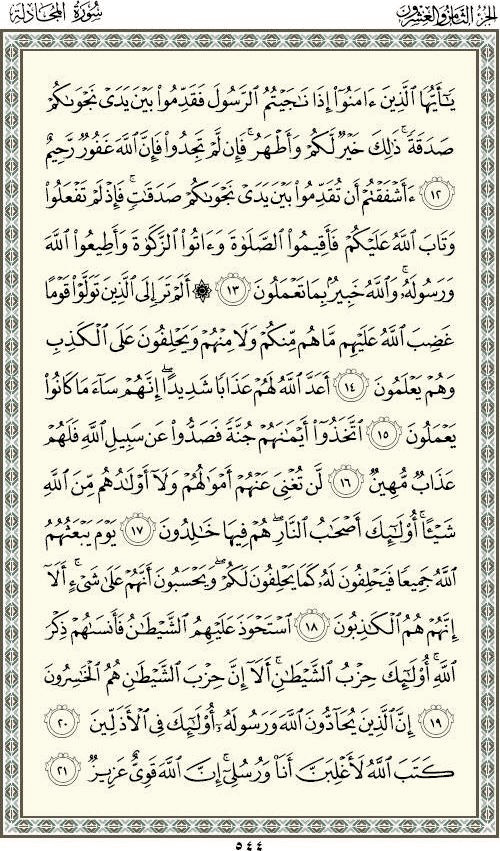 الجزء الثامن والعشرون
سورة المجادلة
يَـٰٓأَيُّهَا ٱلَّذِينَ ءَامَنُوٓا۟ إِذَا نَـٰجَيْتُمُ ٱلرَّسُولَ فَقَدِّمُوا۟ بَيْنَ يَدَىْ نَجْوَىٰكُمْ
صَدَقَةً ۚ ذَٰلِكَ خَيْرٌ لَّكُمْ وَأَطْهَرُ ۚ فَإِن لَّمْ تَجِدُوا۟ فَإِنَّ ٱللَّهَ غَفُورٌ رَّحِيمٌ
١٢ ءَأَشْفَقْتُمْ أَن تُقَدِّمُوا۟ بَيْنَ يَدَىْ نَجْوَىٰكُمْ صَدَقَـٰتٍ ۚ فَإِذْ لَمْ تَفْعَلُوا۟
وَتَابَ ٱللَّهُ عَلَيْكُمْ فَأَقِيمُوا۟ ٱلصَّلَوٰةَ وَءَاتُوا۟ ٱلزَّكَوٰةَ وَأَطِيعُوا۟ ٱللَّهَ
وَرَسُولَهُۥ ۚ وَٱللَّهُ خَبِيرٌۢ بِمَا تَعْمَلُونَ ١٣ ۞ أَلَمْ تَرَ إِلَى ٱلَّذِينَ تَوَلَّوْا۟ قَوْمًا
غَضِبَ ٱللَّهُ عَلَيْهِم مَّا هُم مِّنكُمْ وَلَا مِنْهُمْ وَيَحْلِفُونَ عَلَى ٱلْكَذِبِ
وَهُمْ يَعْلَمُونَ ١٤ أَعَدَّ ٱللَّهُ لَهُمْ عَذَابًا شَدِيدًا ۖ إِنَّهُمْ سَآءَ مَا كَانُوا۟
يَعْمَلُونَ ١٥ ٱتَّخَذُوٓا۟ أَيْمَـٰنَهُمْ جُنَّةً فَصَدُّوا۟ عَن سَبِيلِ ٱللَّهِ فَلَهُمْ
عَذَابٌ مُّهِينٌ ١٦ لَّن تُغْنِىَ عَنْهُمْ أَمْوَٰلُهُمْ وَلَآ أَوْلَـٰدُهُم مِّنَ ٱللَّهِ
شَيْـًٔا ۚ أُو۟لَـٰٓئِكَ أَصْحَـٰبُ ٱلنَّارِ ۖ هُمْ فِيهَا خَـٰلِدُونَ ١٧ يَوْمَ يَبْعَثُهُمُ
ٱللَّهُ جَمِيعًا فَيَحْلِفُونَ لَهُۥ كَمَا يَحْلِفُونَ لَكُمْ ۖ وَيَحْسَبُونَ أَنَّهُمْ عَلَىٰ شَىْءٍ ۚ أَلَآ
إِنَّهُمْ هُمُ ٱلْكَـٰذِبُونَ ١٨ ٱسْتَحْوَذَ عَلَيْهِمُ ٱلشَّيْطَـٰنُ فَأَنسَىٰهُمْ ذِكْرَ
ٱللَّهِ ۚ أُو۟لَـٰٓئِكَ حِزْبُ ٱلشَّيْطَـٰنِ ۚ أَلَآ إِنَّ حِزْبَ ٱلشَّيْطَـٰنِ هُمُ ٱلْخَـٰسِرُونَ
١٩ إِنَّ ٱلَّذِينَ يُحَآدُّونَ ٱللَّهَ وَرَسُولَهُۥٓ أُو۟لَـٰٓئِكَ فِى ٱلْأَذَلِّينَ ٢٠
كَتَبَ ٱللَّهُ لَأَغْلِبَنَّ أَنَا۠ وَرُسُلِىٓ ۚ إِنَّ ٱللَّهَ قَوِىٌّ عَزِيزٌ ٢١
٥٤٤